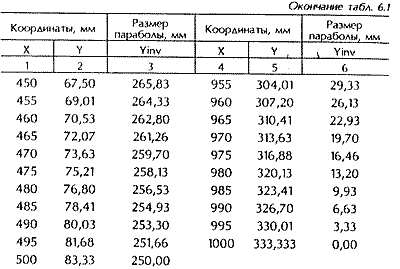 Окончание табл. 6.1
Координаты, мм Размер параболы, мм Координаты, мм Размер параболы, мм
X Y Yinv X Y Yinv
1 2 3 4 5 6
450 67,50 265,83 955 304,01 29,33
455 69,01 264,33 960 307,20 26,13
460 70,53 262,80 965 310,41 22,93
465 72,07 261,26 970 313,63 19,70
470 73,63 259,70 975 316,88 16,46
475 75,21 258,13 980 320,13 13,20
480 76,80 256,53 985 323,41 9,93
485 78,41 254,93 990 326,70 6,63
490 80,03 253,30 995 330,01 3,33
495 81,68 251,66 1000 333,333 0,00
500 83,33 250,00